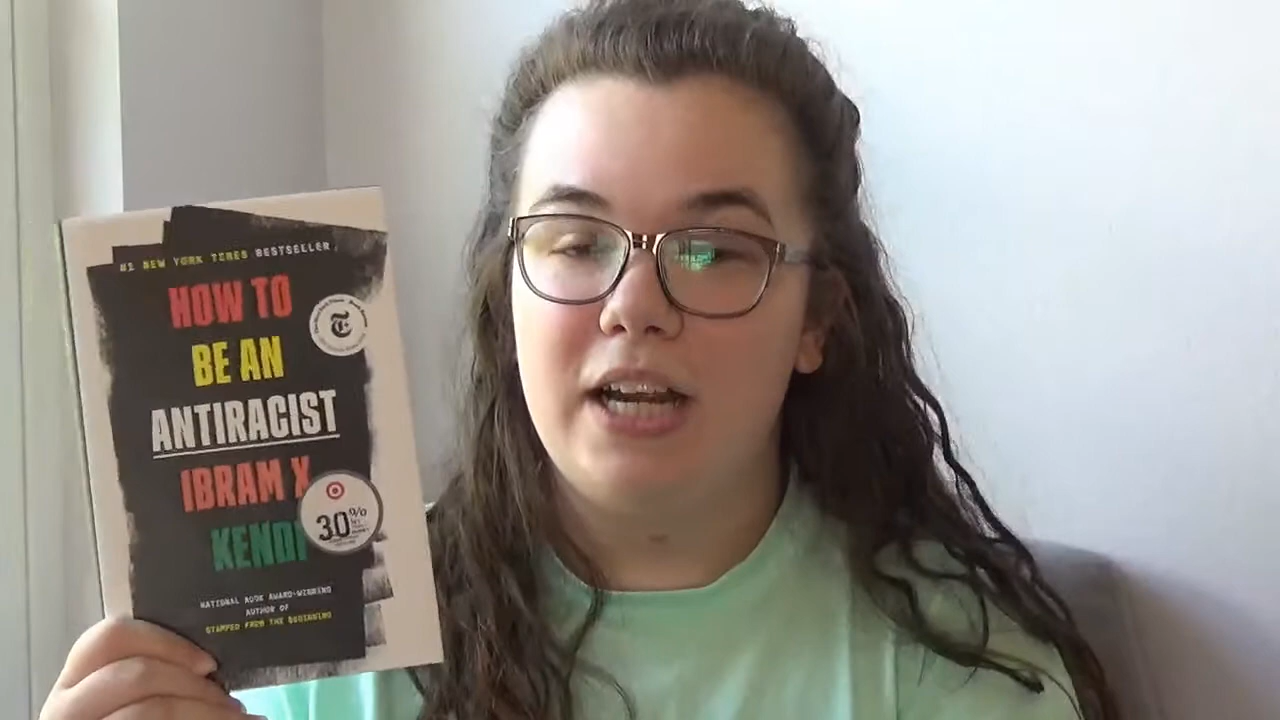 #1 NEW YORK TIMES BESTSELLER
HOW TO
BE AN
ANTIRACIST
IBRAM X
KENDI
30%
NATIONAL BOOK AWARD-WINNING
AUTHOR OF
STAMPED FROM THE BEGINNING